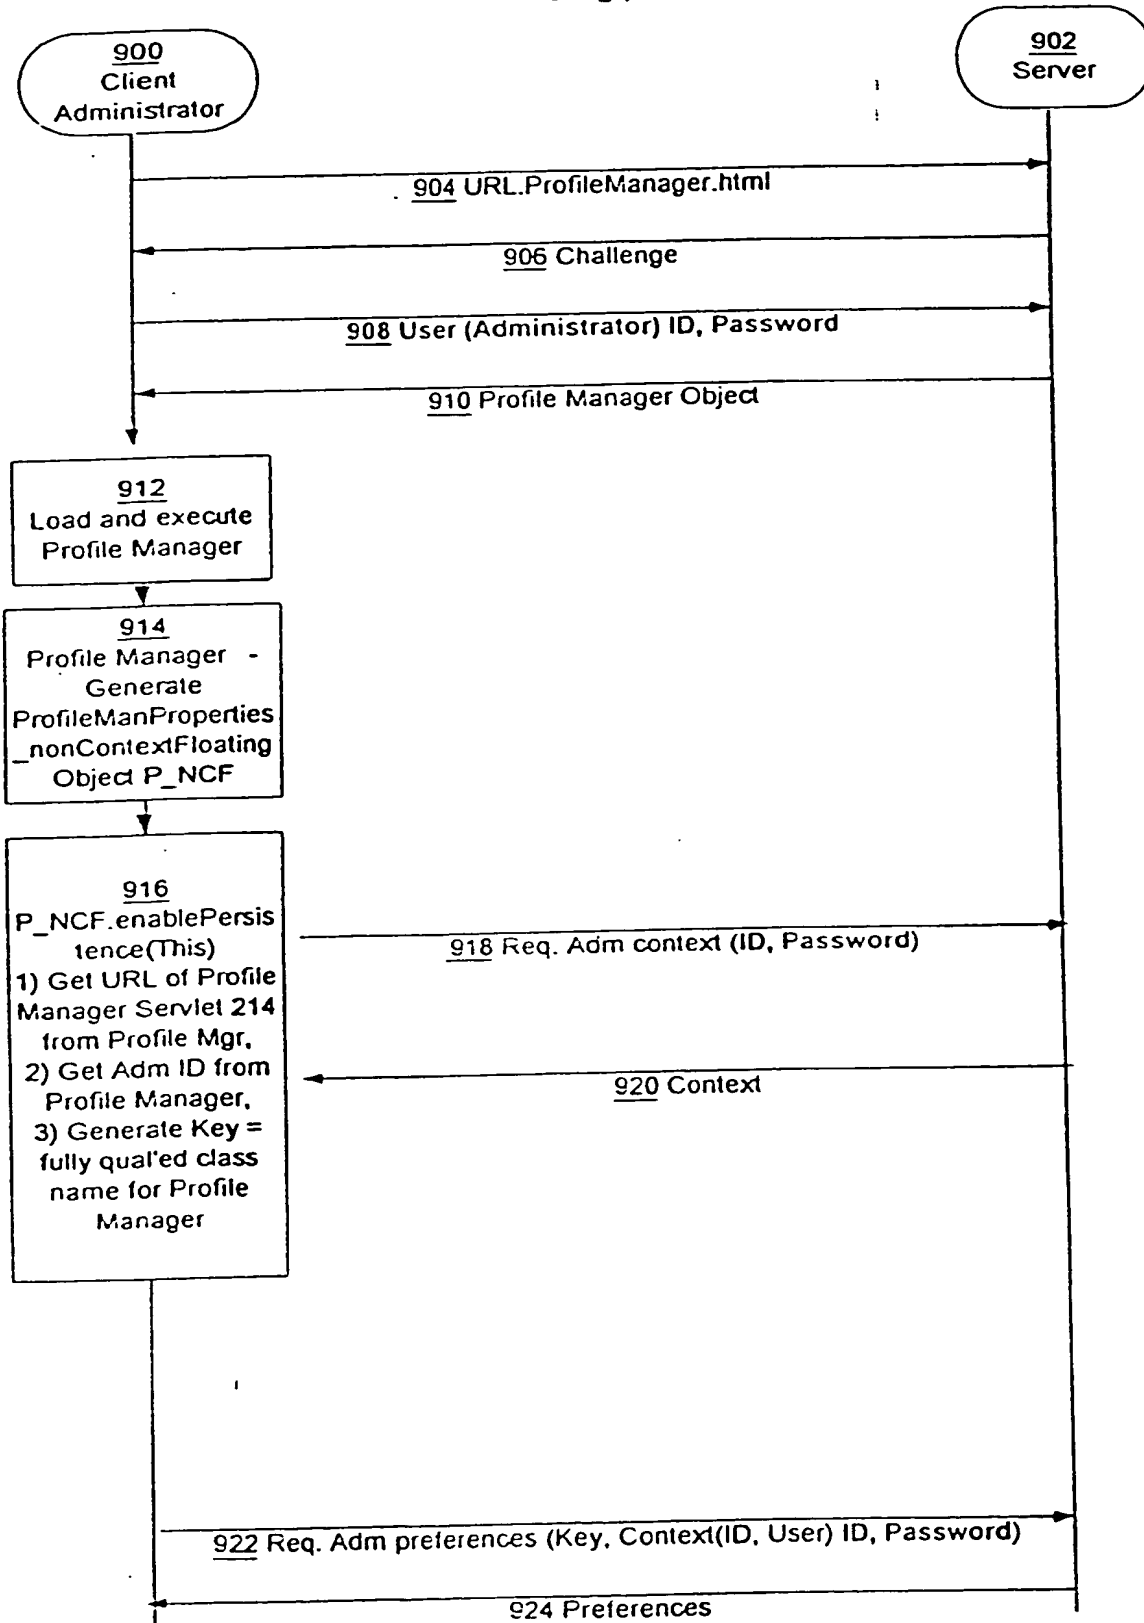 900
Client
Administrator
902
Server
904 URL.ProfileManager.html
906 Challenge
908 User (Administrator) ID, Password
910 Profile Manager Object
912
Load and execute
Profile Manager
914
Profile Manager -
Generate
ProfileManProperties
_nonContextFloating
Object P_NCF
916
P_NCF.enablePersis
tence(This)
1) Get URL of Profile
Manager Servlet 214
from Profile Mgr,
2) Get Adm ID from
Profile Manager,
3) Generate Key =
fully qual'ed class
name for Profile
Manager
918 Req. Adm context (ID, Password)
920 Context
922 Req. Adm preferences (Key, Context(ID, User) ID, Password)
924 Preferences